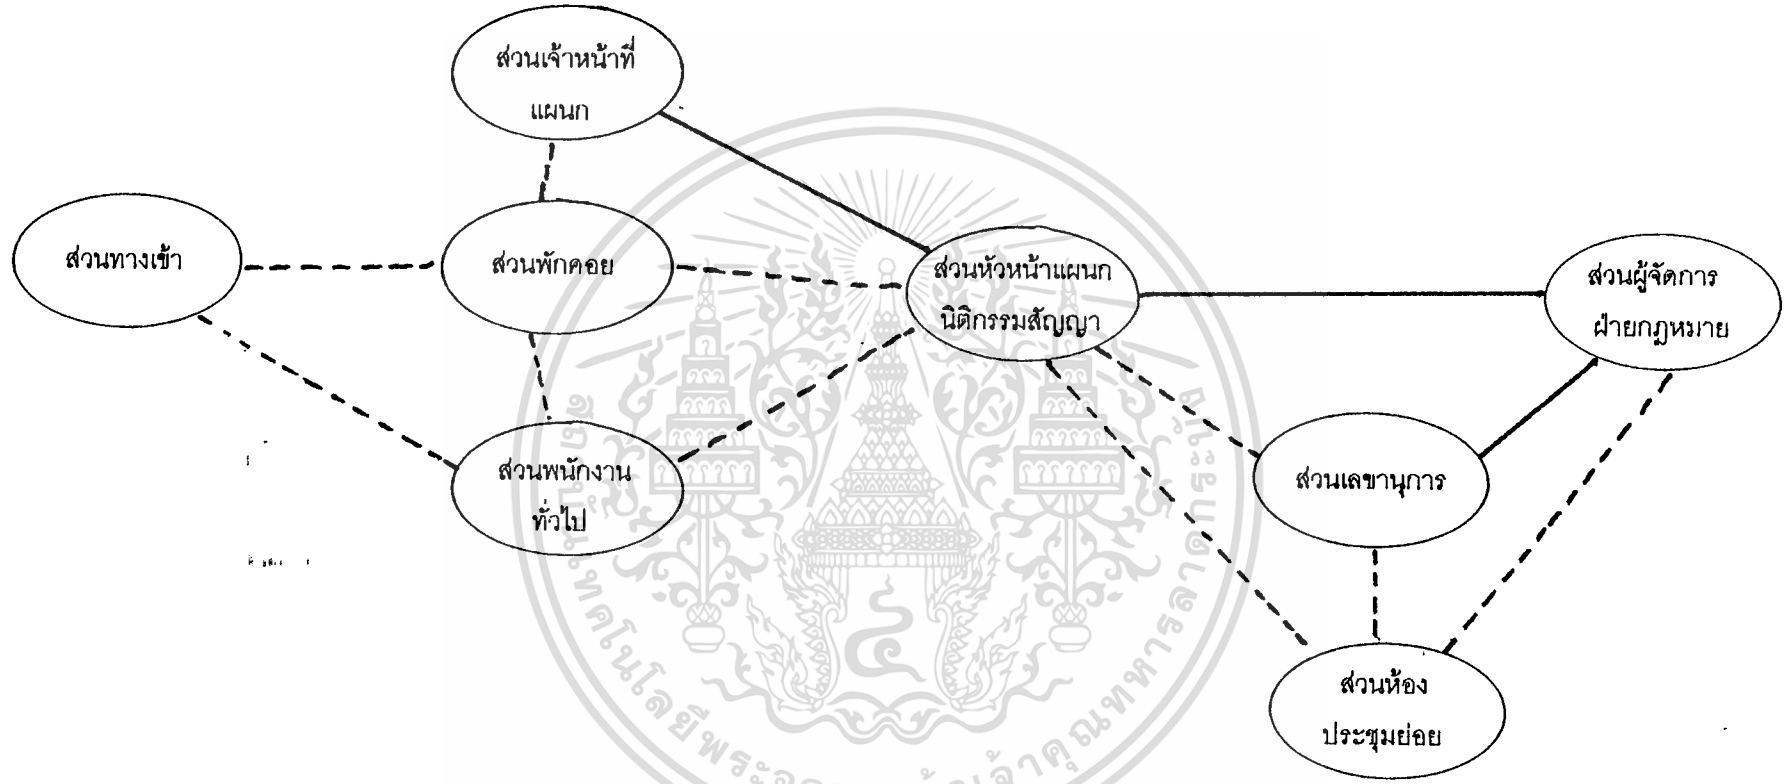 ส่วนเจ้าหน้าที่
แผนก
ส่วนทางเข้า
ส่วนพักคอย
ส่วนหัวหน้าแผนก
นิติกรรมสัญญา
ส่วนผู้จัดการ
ฝ่ายกฎหมาย
ส่วนพนักงาน
ทั่วไป
ส่วนเลขานุการ
ส่วนห้อง
ประชุมย่อย